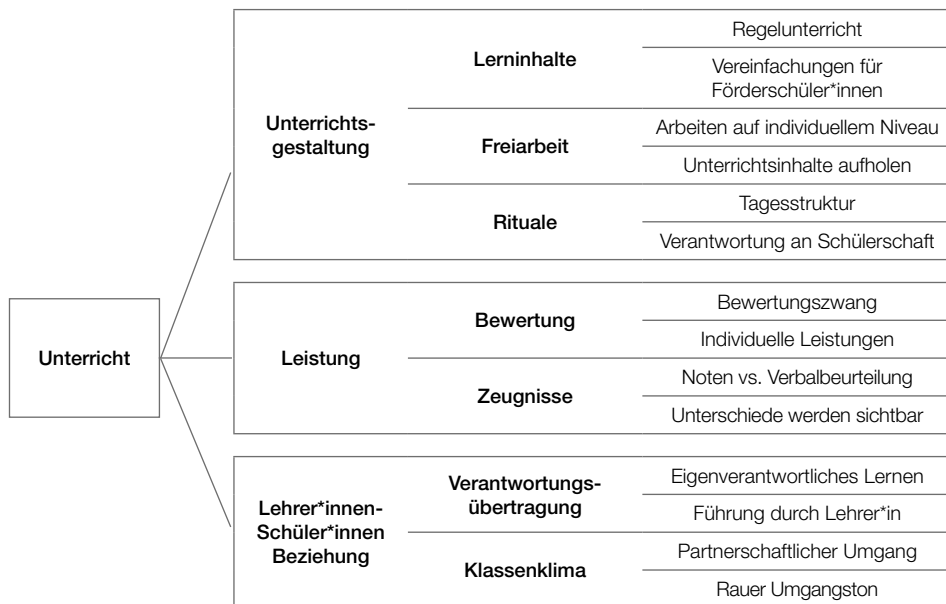 Unterricht
Unterrichts-
gestaltung
Lerninhalte
Regelunterricht
Vereinfachungen für
Förderschüler*innen
Freiarbeit
Arbeiten auf individuellem Niveau
Unterrichtsinhalte aufholen
Rituale
Tagesstruktur
Verantwortung an Schülerschaft
Leistung
Bewertung
Bewertungszwang
Individuelle Leistungen
Zeugnisse
Noten vs. Verbalbeurteilung
Unterschiede werden sichtbar
Lehrer*innen-
Schüler*innen
Beziehung
Verantwortungs-
übertragung
Eigenverantwortliches Lernen
Führung durch Lehrer*in
Klassenklima
Partnerschaftlicher Umgang
Rauer Umgangston